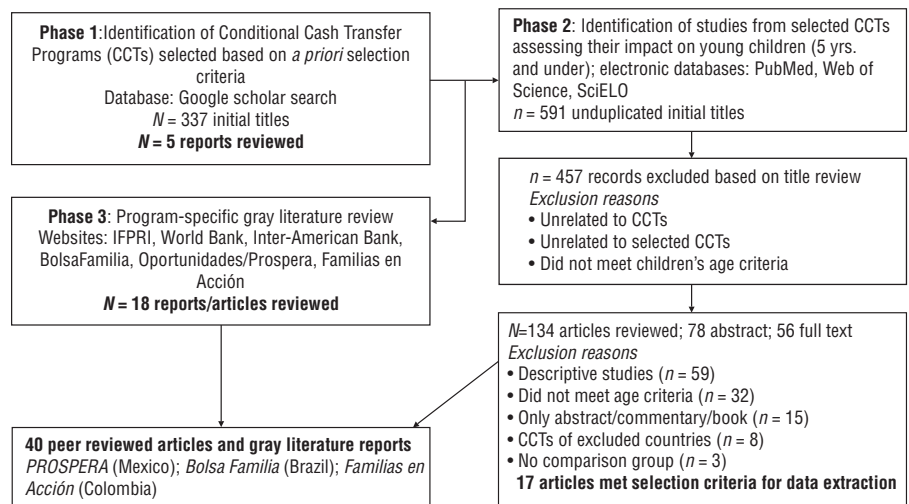 Phase 1:Identification of Conditional Cash Transfer
Programs (CCTs) selected based on a priori selection
criteria
Database: Google scholar search
N = 337 initial titles
N = 5 reports reviewed
Phase 2: Identification of studies from selected CCTs
assessing their impact on young children (5 yrs.
and under); electronic databases: PubMed, Web of
Science, SciELO
n = 591 unduplicated initial titles
n = 457 records excluded based on title review
Exclusion reasons
• Unrelated to CCTs
• Unrelated to selected CCTs
• Did not meet children's age criteria
Phase 3: Program-specific gray literature review
Websites: IFPRI, World Bank, Inter-American Bank,
BolsaFamilia, Oportunidades/Prospera, Familias en
Acción
N = 18 reports/articles reviewed
N=134 articles reviewed; 78 abstract; 56 full text
Exclusion reasons
• Descriptive studies (n = 59)
• Did not meet age criteria (n = 32)
• Only abstract/commentary/book (n = 15)
• CCTs of excluded countries (n = 8)
• No comparison group (n = 3)
17 articles met selection criteria for data extraction
40 peer reviewed articles and gray literature reports
PROSPERA (Mexico); Bolsa Familia (Brazil); Familias en
Acción (Colombia)